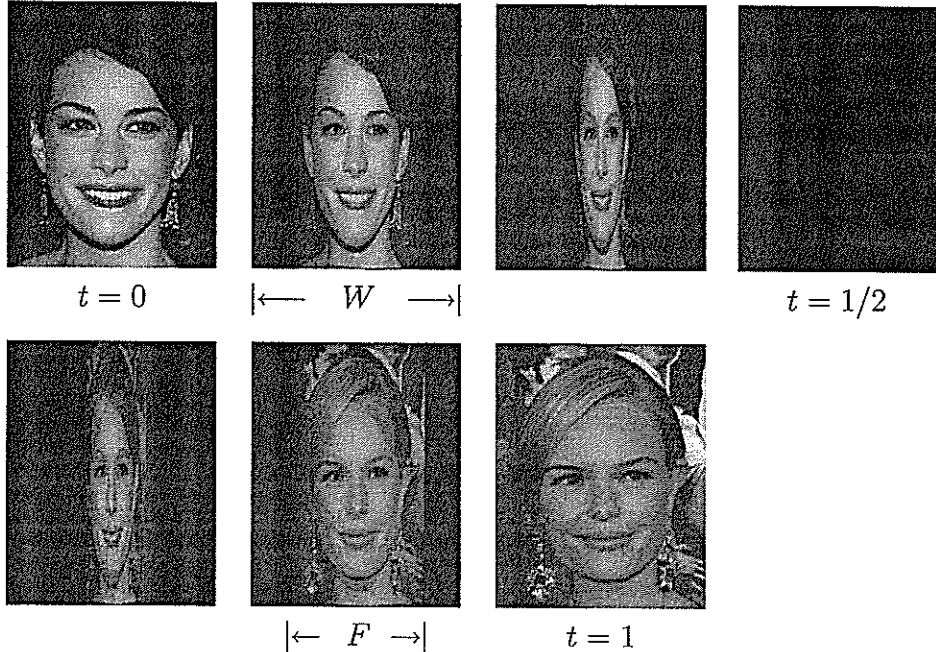 t = 0
|← W →|
t = 1/2
|← F →|
t = 1